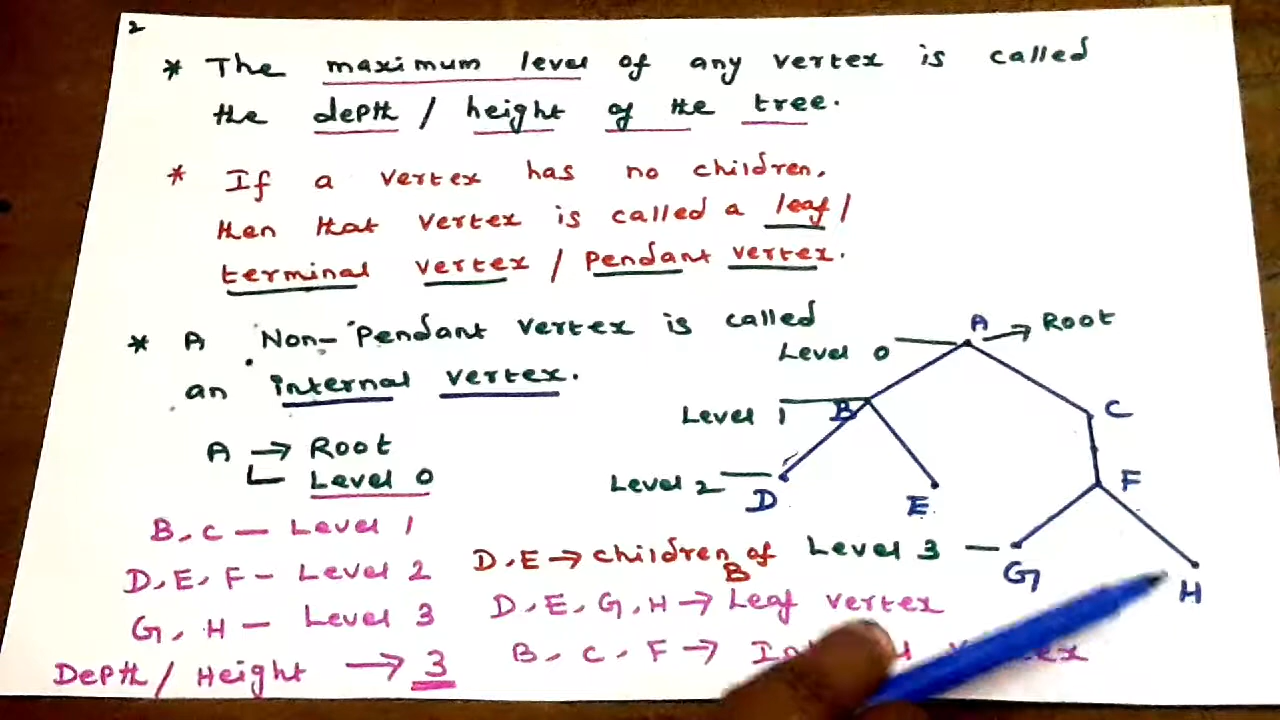 2
* The maximum level of any vertex is called
the depth / height of the tree.
* If a vertex has no children,
then that vertex is called a leaf /
terminal vertex / pendant vertex.
* A Non-Pendant vertex is called
an internal vertex.
A → Root
Level 0
B, C — Level 1
D, E, F - Level 2
G, H — Level 3
Depth / Height → 3
A → Root
Level 0
Level 1 B
C
Level 2
D
E
F
D, E → children of B
Level 3
G
H
D, E, G, H → Leaf vertex
B, C, F →